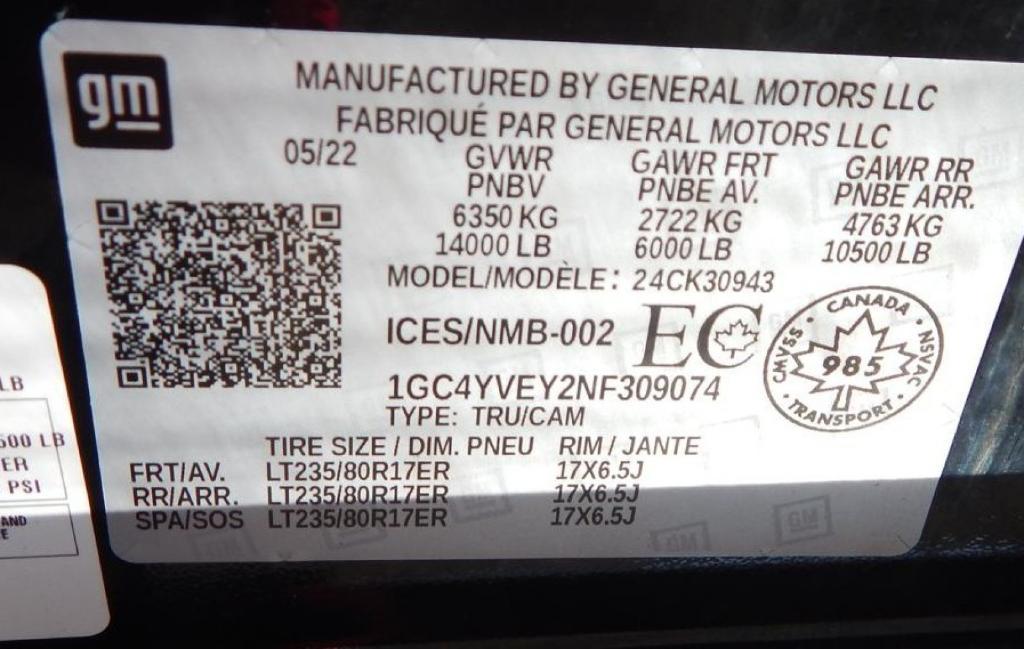 gm
MANUFACTURED BY GENERAL MOTORS LLC
FABRIQUÉ PAR GENERAL MOTORS LLC
05/22 GVWR GAWR FRT GAWR RR
PNBV PNBE AV. PNBE ARR.
6350 KG 2722 KG 4763 KG
14000 LB 6000 LB 10500 LB
MODEL/MODÈLE: 24CK30943
ICES/NMB-002 EC
CANADA
CMVSS 985 NSVAC
TRANSPORT
1GC4YVEY2NF309074
TYPE: TRU/CAM
TIRE SIZE / DIM. PNEU RIM / JANTE
FRT/AV. LT235/80R17ER 17X6.5J
RR/ARR. LT235/80R17ER 17X6.5J
SPA/SOS LT235/80R17ER 17X6.5J
GM GM GM
LB
500 LB
ER
PSI
AND
E